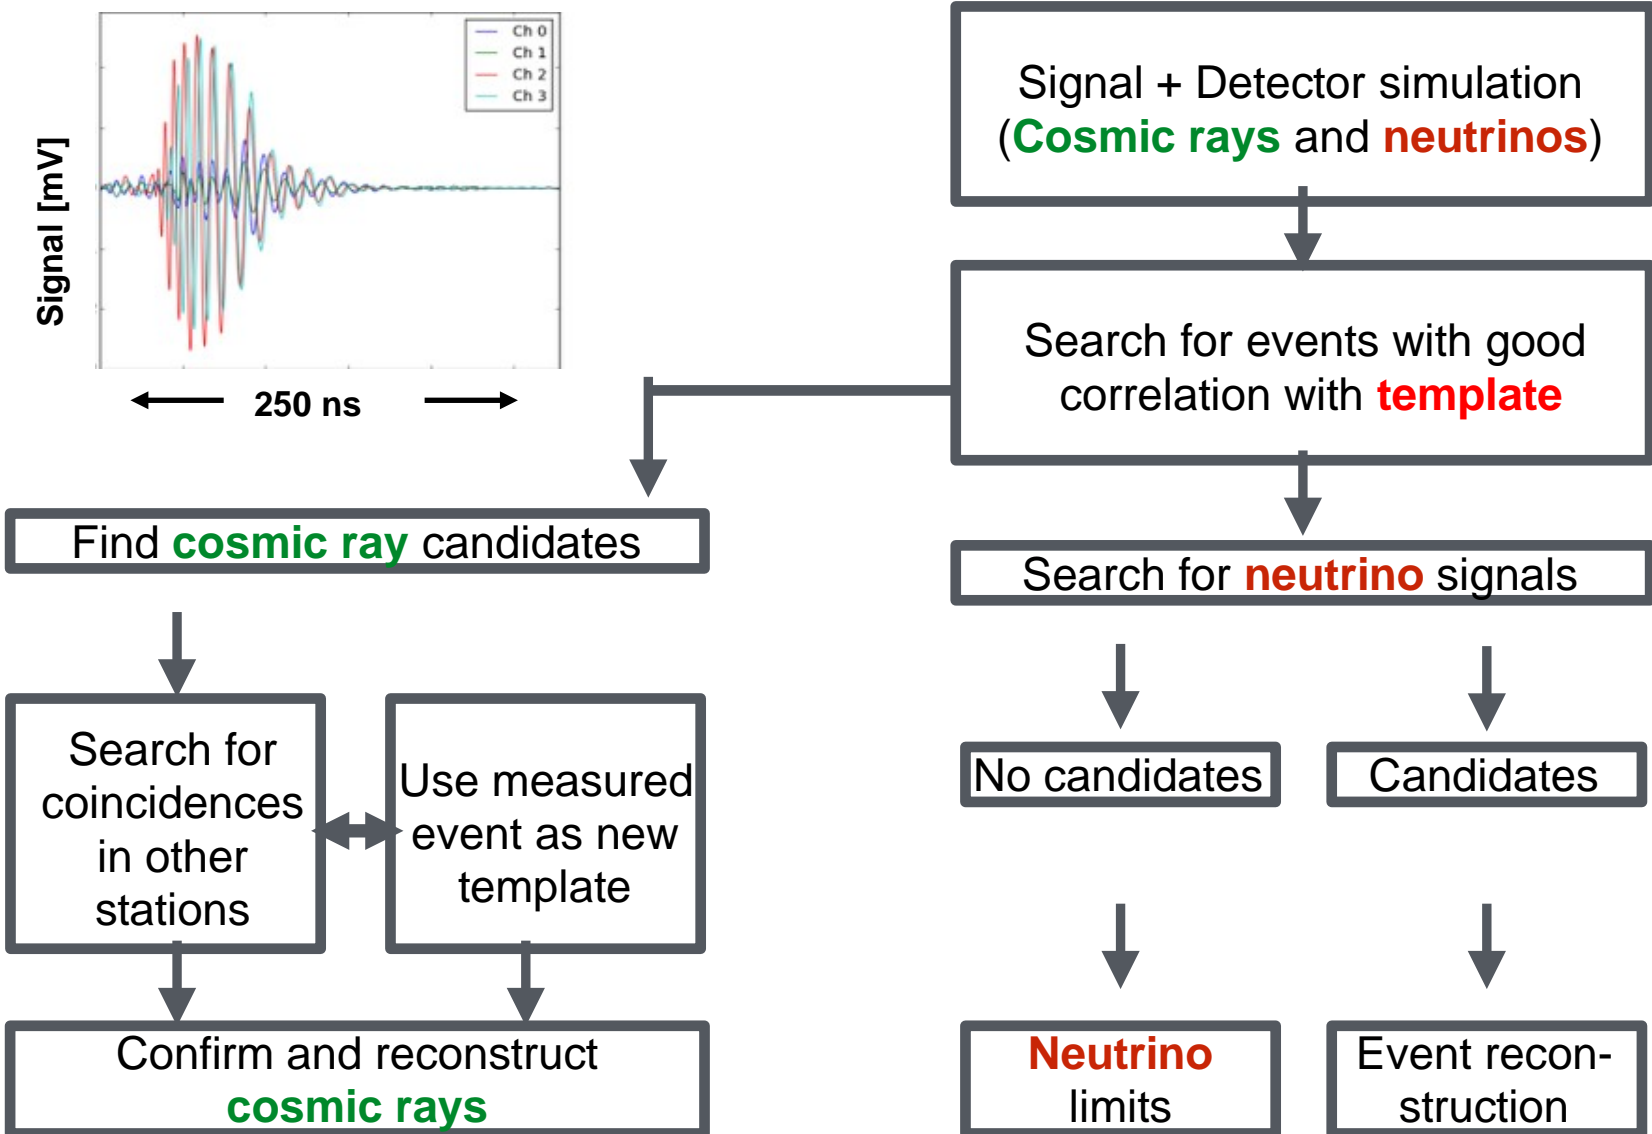 Ch 0
Ch 1
Ch 2
Ch 3
Signal [mV]
250 ns
Signal + Detector simulation
(Cosmic rays and neutrinos)
Search for events with good
correlation with template
Find cosmic ray candidates
Search for neutrino signals
Search for
coincidences
in other
stations
Use measured
event as new
template
No candidates
Candidates
Confirm and reconstruct
cosmic rays
Neutrino
limits
Event recon-
struction